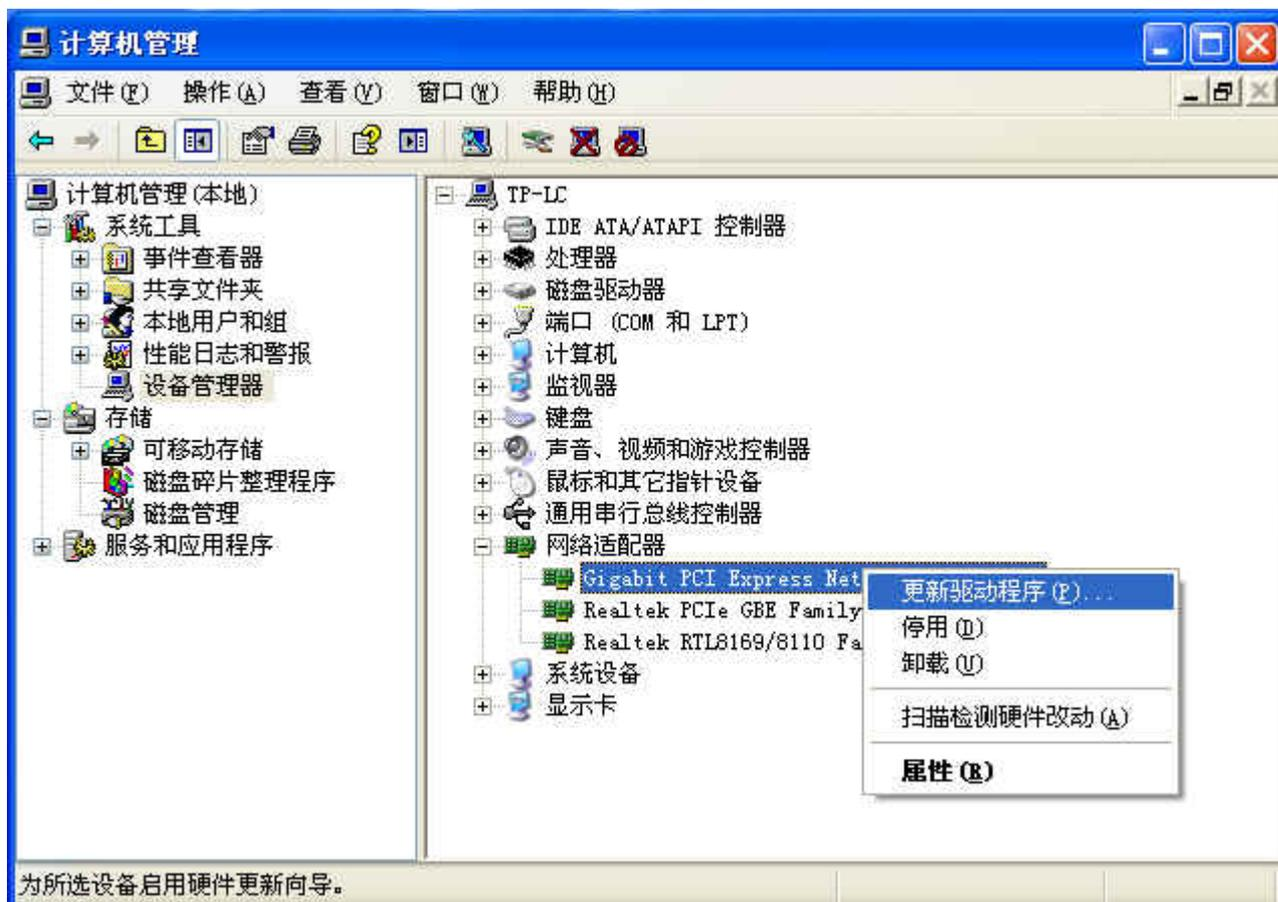 计算机管理
文件(F) 操作(A) 查看(V) 窗口(W) 帮助(H)
计算机管理(本地)
系统工具
事件查看器
共享文件夹
本地用户和组
性能日志和警报
设备管理器
存储
可移动存储
磁盘碎片整理程序
磁盘管理
服务和应用程序
TP-LC
IDE ATA/ATAPI 控制器
处理器
磁盘驱动器
端口 (COM 和 LPT)
计算机
监视器
键盘
声音、视频和游戏控制器
鼠标和其它指针设备
通用串行总线控制器
网络适配器
Gigabit PCI Express Net
Realtek PCIe GBE Family
Realtek RTL8169/8110 Fa
系统设备
显示卡
更新驱动程序(P)...
停用(D)
卸载(U)
扫描检测硬件改动(A)
属性(R)
为所选设备启用硬件更新向导。